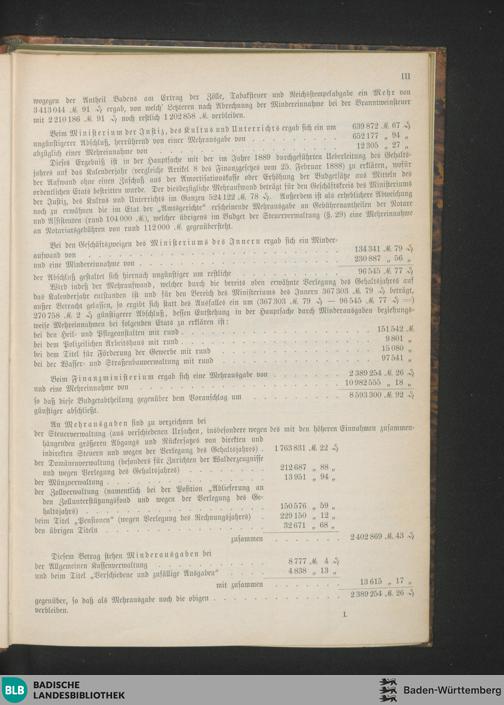 III
wogegen der Antheil Badens am Ertrag der Zölle, Tabaksteuer und Reichsstempelabgabe ein Mehr von
3 413 044 ℳ 91 ₰ ergab, von welch' Letzteren nach Abrechnung der Mindereinnahme bei der Branntweinsteuer
mit 2 210 186 ℳ 91 ₰ noch restlich 1 202 858 ℳ verbleiben.
Beim Ministerium der Justiz, des Kultus und Unterrichts ergab sich ein um 639 872 ℳ 67 ₰
ungünstigerer Abschluß, herrührend von einer Mehrausgabe von 652 177 „ 94 „
abzüglich einer Mehreinnahme von 12 305 „ 27 „
Dieses Ergebniß ist in der Hauptsache mit der im Jahre 1889 durchgeführten Ueberleitung des Gehalts-
jahres auf das Kalenderjahr (vergleiche Artikel 8 des Finanzgesetzes vom 25. Februar 1888) zu erklären, wofür
der Aufwand ohne einen Zuschuß aus der Amortisationskasse oder Erhöhung der Budgetsätze aus Mitteln des
ordentlichen Etats bestritten wurde. Der diesbezügliche Mehraufwand beträgt für den Geschäftskreis des Ministeriums
der Justiz, des Kultus und Unterrichts im Ganzen 524 122 ℳ 78 ₰. Außerdem ist als erheblichere Abweichung
noch zu erwähnen die im Etat der „Amtsgerichte“ erscheinende Mehrausgabe an Gebührenantheilen der Notare
und Assistenten (rund 104 000 ℳ), welcher übrigens im Budget der Steuerverwaltung (§. 29) eine Mehreinnahme
an Notariatsgebühren von rund 112 000 ℳ gegenübersteht.
Bei den Geschäftszweigen des Ministeriums des Innern ergab sich ein Minder-
aufwand von 134 341 ℳ 79 ₰
und eine Mindereinnahme von 230 887 „ 56 „
der Abschluß gestaltet sich hiernach ungünstiger um restliche 96 545 ℳ 77 ₰
Wird indeß der Mehraufwand, welcher durch die bereits oben erwähnte Verlegung des Gehaltsjahres auf
das Kalenderjahr entstanden ist und für den Bereich des Ministeriums des Innern 367 303 ℳ 79 ₰ beträgt,
außer Betracht gelassen, so ergibt sich statt des Ausfalles ein um (367 303 ℳ 79 ₰ — 96 545 ℳ 77 ₰ =)
270 758 ℳ 2 ₰ günstigerer Abschluß, dessen Entstehung in der Hauptsache durch Minderausgaben beziehungs-
weise Mehreinnahmen bei folgenden Etats zu erklären ist:
bei den Heil- und Pflegeanstalten mit rund 151 542 ℳ
bei dem Polizeilichen Arbeitshaus mit rund 9 801 „
bei dem Titel für Förderung der Gewerbe mit rund 15 080 „
bei der Wasser- und Straßenbauverwaltung mit rund 97 541 „
Beim Finanzministerium ergab sich eine Mehrausgabe von 2 389 254 ℳ 26 ₰
und eine Mehreinnahme von 10 982 555 „ 18 „
so daß diese Budgetabtheilung gegenüber dem Voranschlag um 8 593 300 ℳ 92 ₰
günstiger abschließt.
An Mehrausgaben sind zu verzeichnen bei
der Steuerverwaltung (aus verschiedenen Ursachen, insbesondere wegen des mit den höheren Einnahmen zusammen-
hängenden größeren Abgangs und Rückersatzes von direkten und
indirekten Steuern und wegen der Verlegung des Gehaltsjahres) 1 763 831 ℳ 22 ₰
der Domänenverwaltung (besonders für Zurichten der Walderzeugnisse
und wegen Verlegung des Gehaltsjahres) 212 687 „ 88 „
der Münzverwaltung 13 951 „ 94 „
der Zollverwaltung (namentlich bei der Position „Ablieferung an
den Zollunterstützungsfond und wegen der Verlegung des Ge-
haltsjahrs) 150 576 „ 59 „
beim Titel „Pensionen“ (wegen Verlegung des Rechnungsjahrs) 229 150 „ 12 „
den übrigen Titeln 32 671 „ 68 „
zusammen 2 402 869 ℳ 43 ₰
Diesem Betrag stehen Minderausgaben bei
der Allgemeinen Kassenverwaltung 8 777 ℳ 4 ₰
und beim Titel „Verschiedene und zufällige Ausgaben“ 4 838 „ 13 „
mit zusammen 13 615 „ 17 „
gegenüber, so daß als Mehrausgabe noch die obigen 2 389 254 ℳ 26 ₰
verbleiben.
I.
BLB BADISCHE
LANDESBIBLIOTHEK
Baden-Württemberg